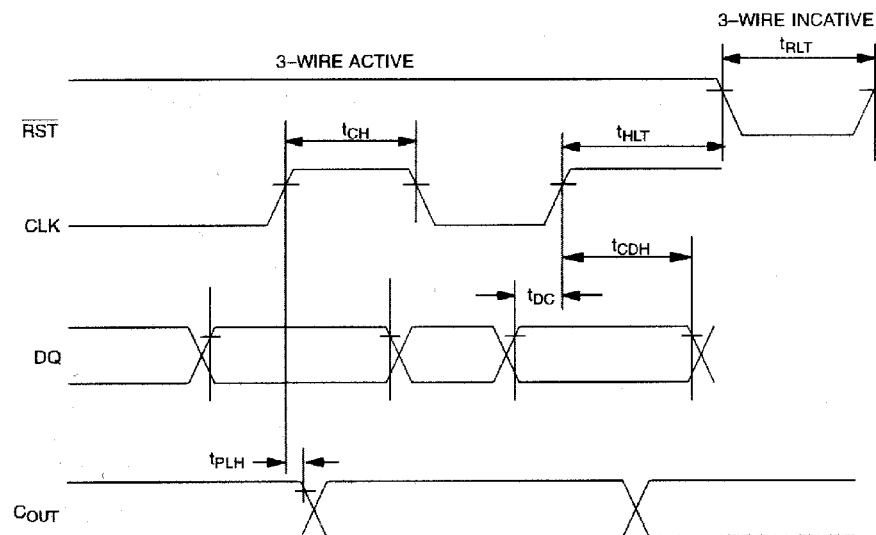 3–WIRE INCATIVE
tRLT
3–WIRE ACTIVE
RST
tCH
tHLT
CLK
tCDH
tDC
DQ
tPLH
COUT